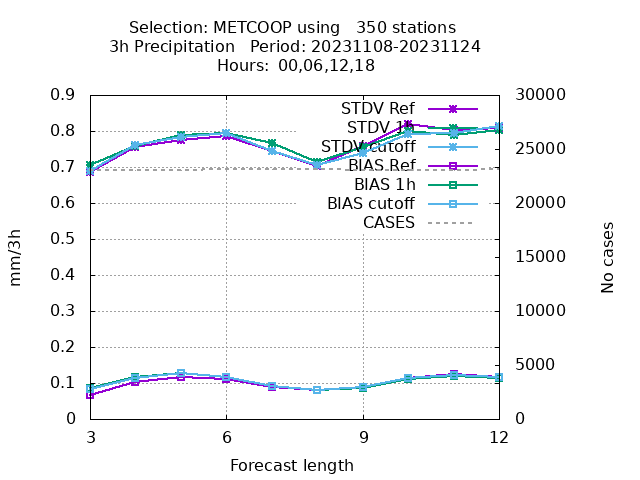 Selection: METCOOP using   350 stations
3h Precipitation   Period: 20231108-20231124
Hours:  00,06,12,18
0.9
0.8
0.7
0.6
0.5
0.4
0.3
0.2
0.1
0
mm/3h
STDV Ref
STDV 1h
STDV cutoff
BIAS Ref
BIAS 1h
BIAS cutoff
CASES
30000
25000
20000
15000
10000
5000
0
No cases
3 6 9 12
Forecast length